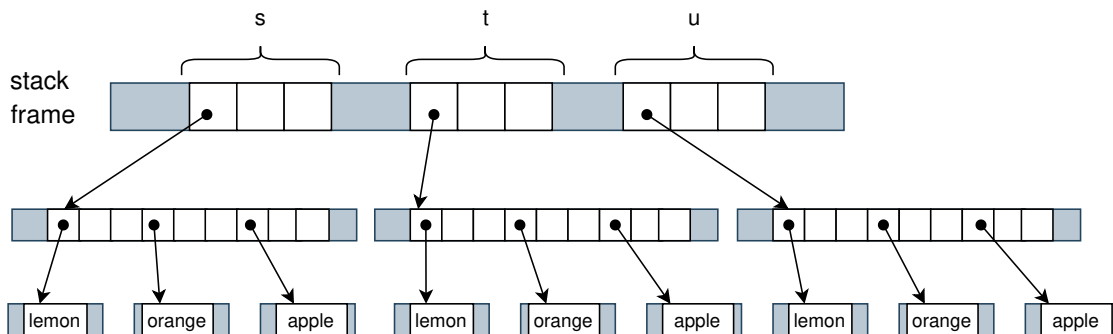 s t u
stack
frame
lemon orange apple lemon orange apple lemon orange apple